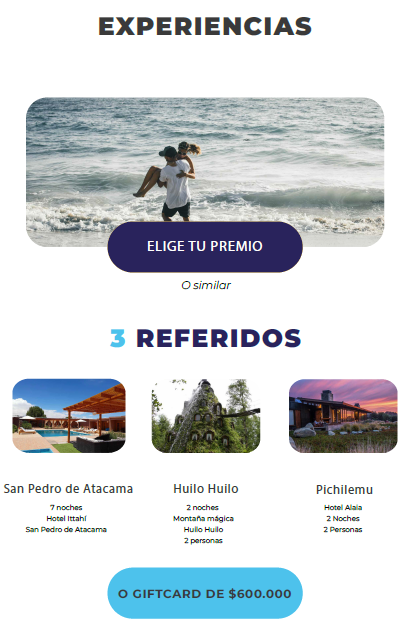 EXPERIENCIAS
ELIGE TU PREMIO
O similar
3 REFERIDOS
San Pedro de Atacama
7 noches
Hotel Ittahí
San Pedro de Atacama
Huilo Huilo
2 noches
Montaña mágica
Huilo Huilo
2 personas
Pichilemu
Hotel Alaia
2 Noches
2 Personas
O GIFTCARD DE $600.000